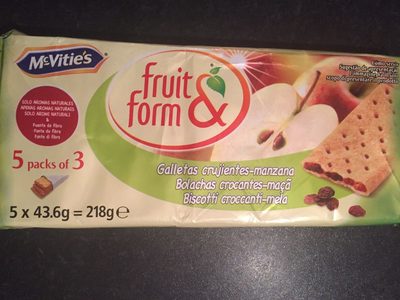 McVitie's
fruit
& form
SOLO AROMAS NATURALES
APENAS AROMAS NATURAIS
SOLO AROMI NATURALI
&
Fuente de fibra
Fonte de fibra
Fonte di fibra
5 packs of 3
5 x 43.6g = 218g℮
Galletas crujientes-manzana
Bolachas crocantes-maçã
Biscotti croccanti-mela